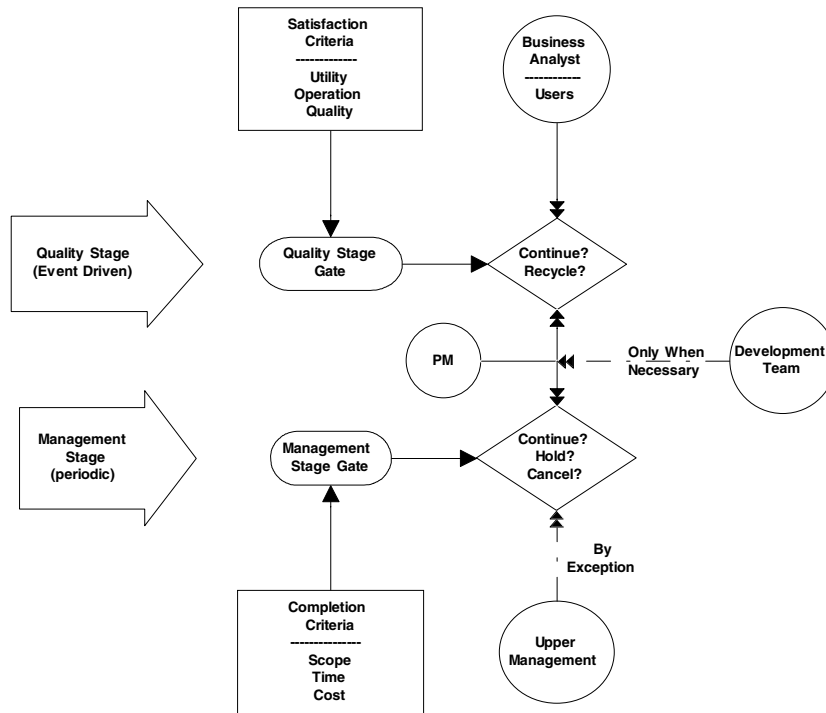 Satisfaction
Criteria
-------------
Utility
Operation
Quality
Business
Analyst
------------
Users
Quality Stage
(Event Driven)
Quality Stage
Gate
Continue?
Recycle?
PM
Only When
Necessary
Development
Team
Management
Stage
(periodic)
Management
Stage Gate
Continue?
Hold?
Cancel?
By
Exception
Completion
Criteria
---------------
Scope
Time
Cost
Upper
Management